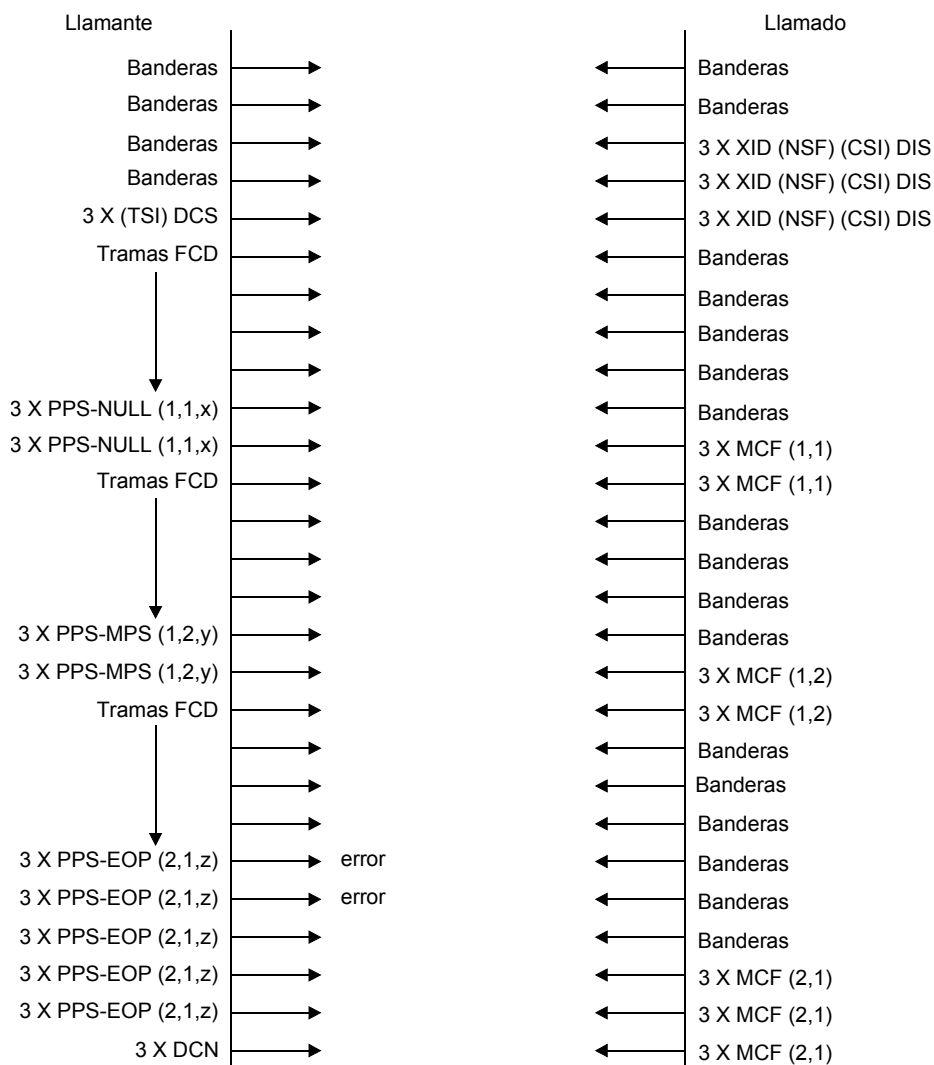 Llamante Llamado
Banderas Banderas
Banderas Banderas
Banderas 3 X XID (NSF) (CSI) DIS
Banderas 3 X XID (NSF) (CSI) DIS
3 X (TSI) DCS 3 X XID (NSF) (CSI) DIS
Tramas FCD Banderas
Banderas
Banderas
Banderas
3 X PPS-NULL (1,1,x) Banderas
3 X PPS-NULL (1,1,x) 3 X MCF (1,1)
Tramas FCD 3 X MCF (1,1)
Banderas
Banderas
Banderas
3 X PPS-MPS (1,2,y) Banderas
3 X PPS-MPS (1,2,y) 3 X MCF (1,2)
Tramas FCD 3 X MCF (1,2)
Banderas
Banderas
Banderas
3 X PPS-EOP (2,1,z) error Banderas
3 X PPS-EOP (2,1,z) error Banderas
3 X PPS-EOP (2,1,z) Banderas
3 X PPS-EOP (2,1,z) 3 X MCF (2,1)
3 X PPS-EOP (2,1,z) 3 X MCF (2,1)
3 X DCN 3 X MCF (2,1)